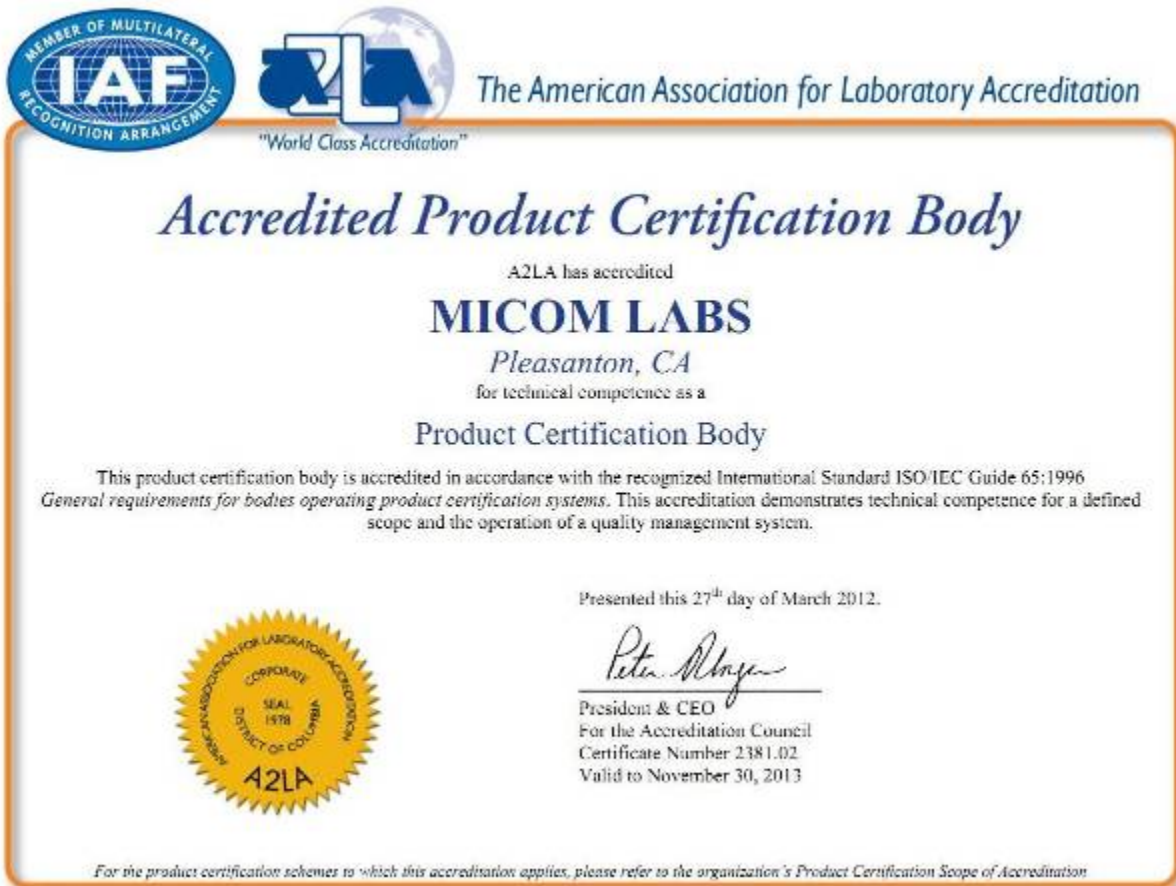 MEMBER OF MULTILATERAL
IAF
RECOGNITION ARRANGEMENT
A2LA
"World Class Accreditation"
The American Association for Laboratory Accreditation
Accredited Product Certification Body
A2LA has accredited
MICOM LABS
Pleasanton, CA
for technical competence as a
Product Certification Body
This product certification body is accredited in accordance with the recognized International Standard ISO/IEC Guide 65:1996
General requirements for bodies operating product certification systems. This accreditation demonstrates technical competence for a defined
scope and the operation of a quality management system.
Presented this 27th day of March 2012.
Peter
President & CEO
For the Accreditation Council
Certificate Number 2381.02
Valid to November 30, 2013
AMERICAN ASSOCIATION FOR LABORATORY ACCREDITATION
CORPORATE
SEAL
1978
DISTRICT OF COLUMBIA
A2LA
For the product certification schemes to which this accreditation applies, please refer to the organization's Product Certification Scope of Accreditation